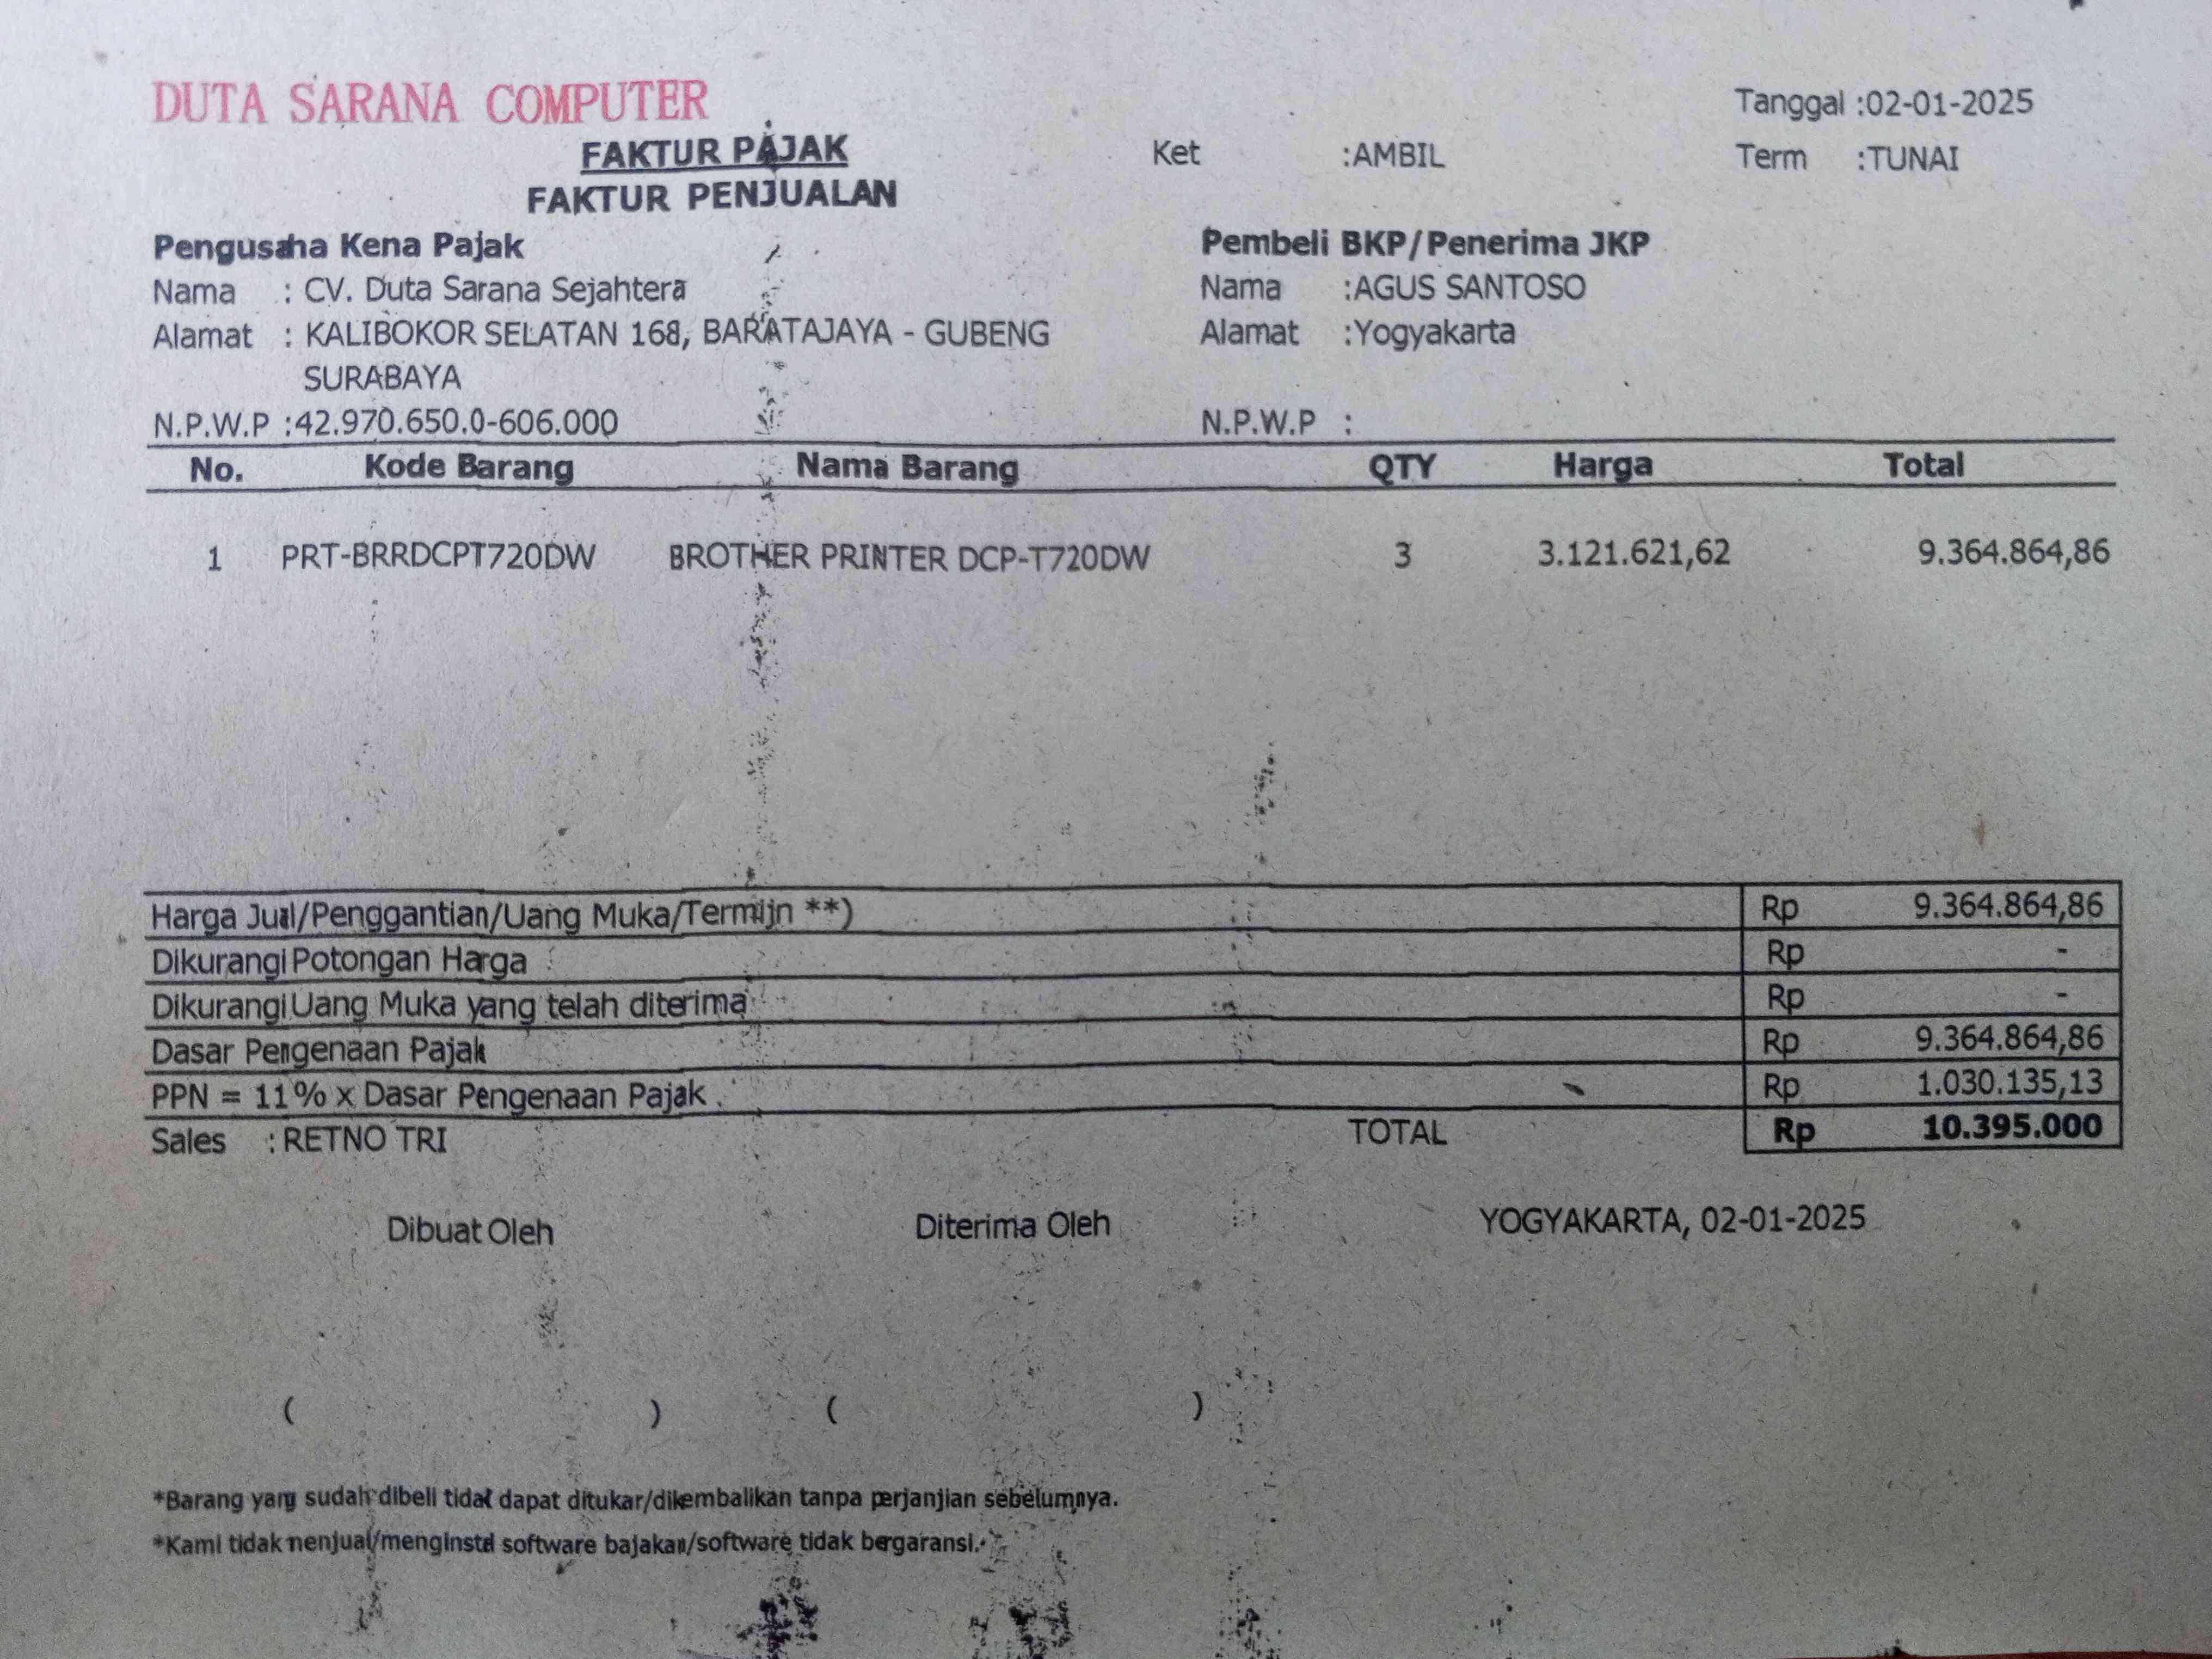 DUTA SARANA COMPUTER
Tanggal :02-01-2025
FAKTUR PAJAK
Ket :AMBIL
Term :TUNAI
FAKTUR PENJUALAN
Pengusaha Kena Pajak
Pembeli BKP/Penerima JKP
Nama : CV. Duta Sarana Sejahtera
Nama :AGUS SANTOSO
Alamat : KALIBOKOR SELATAN 168, BARATAJAYA - GUBENG
Alamat :Yogyakarta
SURABAYA
N.P.W.P :42.970.650.0-606.000
N.P.W.P :
No. Kode Barang Nama Barang QTY Harga Total
1 PRT-BRRDCPT720DW BROTHER PRINTER DCP-T720DW 3 3.121.621,62 9.364.864,86
Harga Jual/Penggantian/Uang Muka/Termijn **) Rp 9.364.864,86
Dikurangi Potongan Harga Rp -
Dikurangi Uang Muka yang telah diterima Rp -
Dasar Pengenaan Pajak Rp 9.364.864,86
PPN = 11% x Dasar Pengenaan Pajak Rp 1.030.135,13
Sales : RETNO TRI TOTAL Rp 10.395.000
Dibuat Oleh Diterima Oleh YOGYAKARTA, 02-01-2025
( ) ( )
*Barang yang sudah dibeli tidak dapat ditukar/dikembalikan tanpa perjanjian sebelumnya.
*Kami tidak menjual/menginstal software bajakan/software tidak bergaransi.